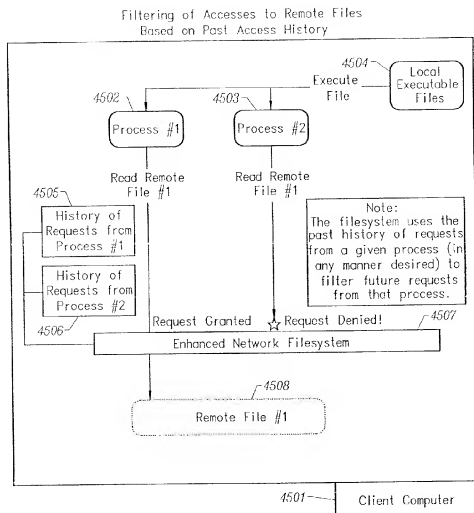 Filtering of Accesses to Remote Files
Based on Past Access History
4504
4502
4503
Execute
File
Local
Executable
Files
Process #1
Process #2
Read Remote
File #1
Read Remote
File #1
4505
History of
Requests from
Process #1
History of
Requests from
Process #2
4506
Note:
The filesystem uses the
past history of requests
from a given process (in
any manner desired) to
filter future requests
from that process.
Request Granted
Request Denied!
4507
Enhanced Network Filesystem
4508
Remote File #1
4501
Client Computer